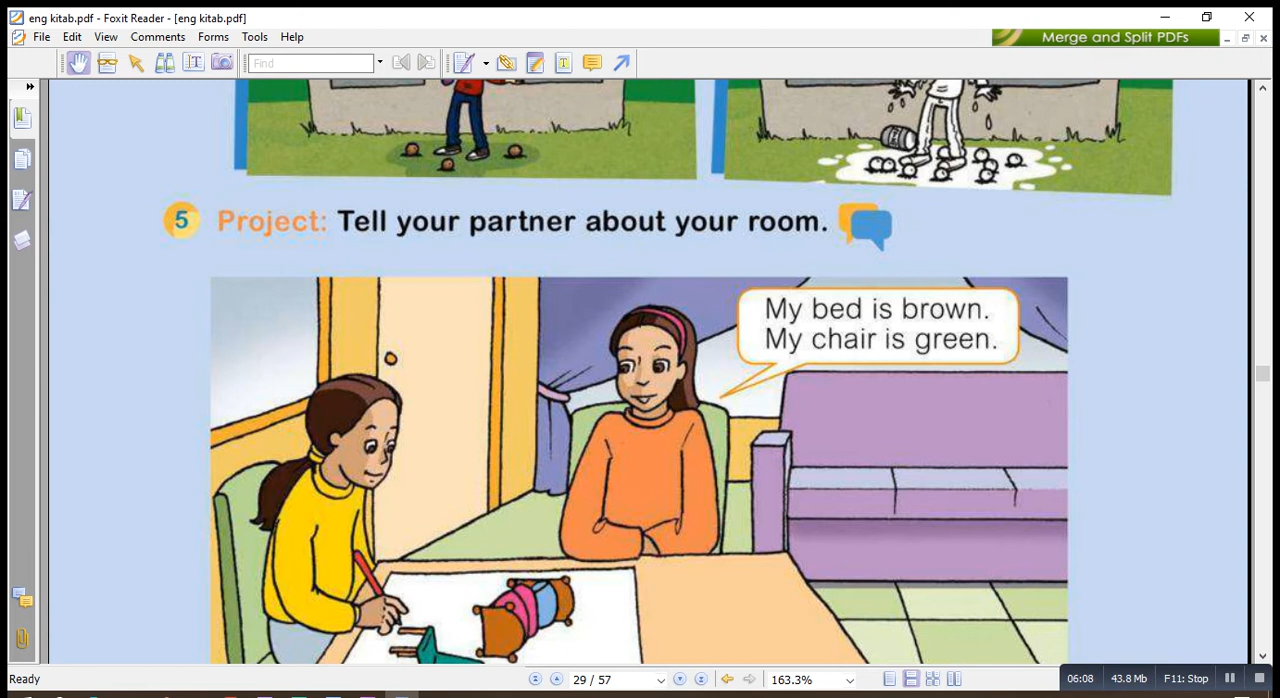 eng kitab.pdf - Foxit Reader - [eng kitab.pdf]
File Edit View Comments Forms Tools Help
Merge and Split PDFs
Find
5 Project: Tell your partner about your room.
My bed is brown.
My chair is green.
Ready
29 / 57
163.3%
06:08 43.8 Mb F11: Stop